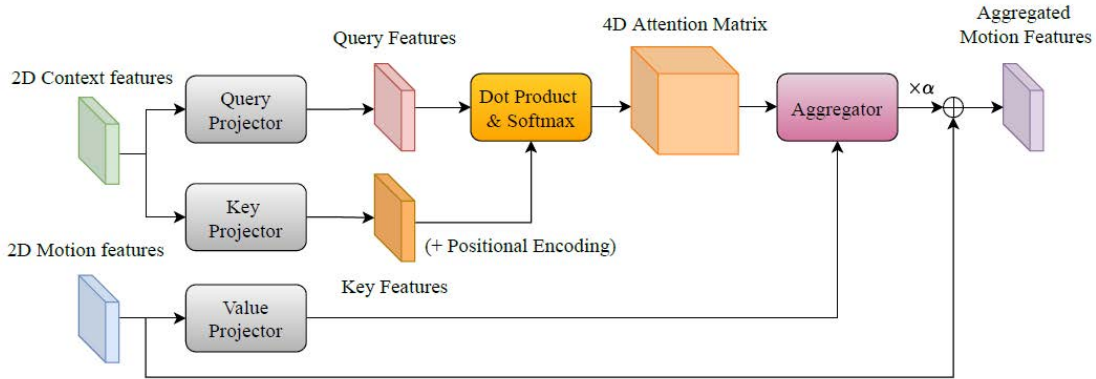 Aggregated
Motion Features
4D Attention Matrix
Query Features
2D Context features
Query
Projector
Dot Product
& Softmax
Aggregator
×α
Key
Projector
(+ Positional Encoding)
2D Motion features
Key Features
Value
Projector